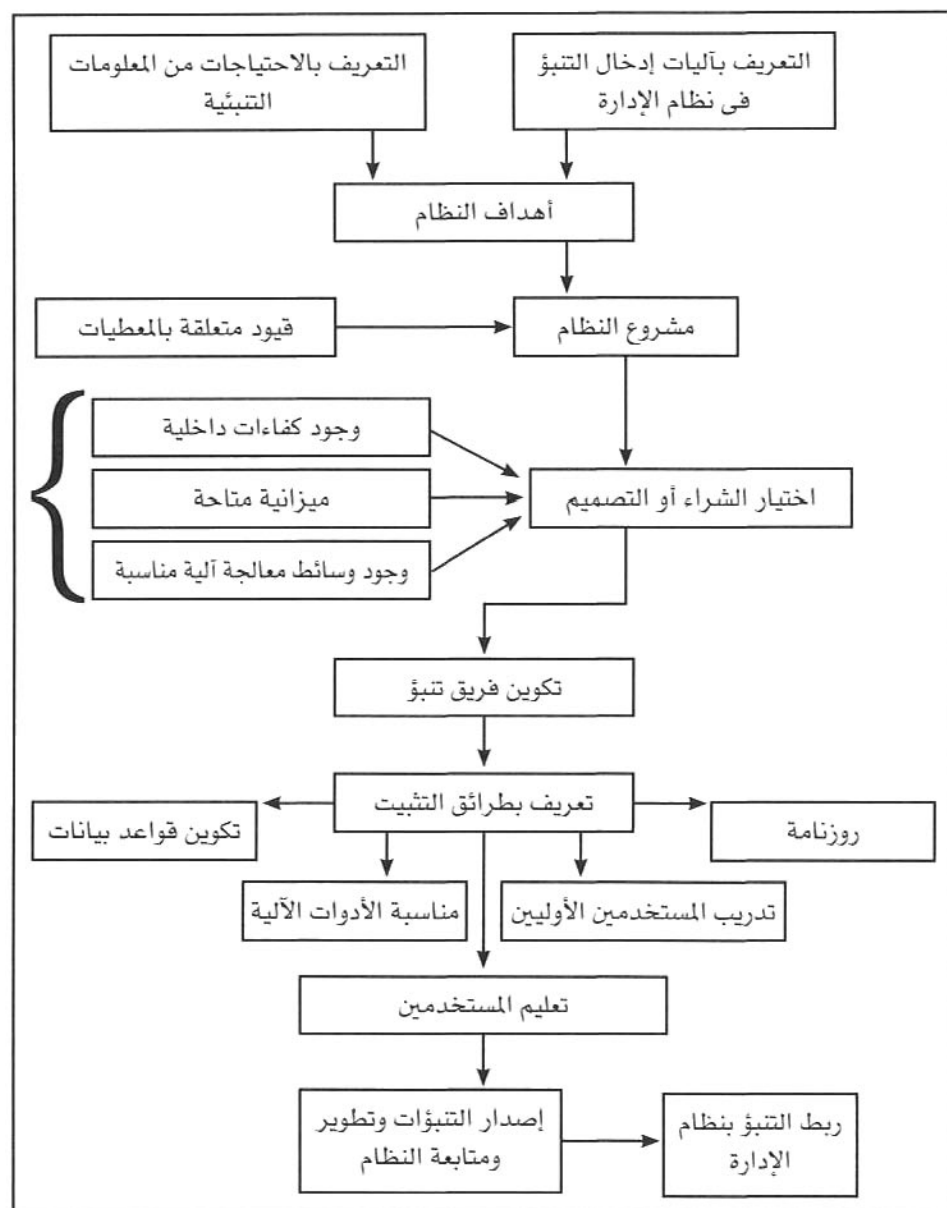 التعريف بآليات إدخال التنبؤ
فى نظام الإدارة
التعريف بالاحتياجات من المعلومات
التنبئية
أهداف النظام
مشروع النظام
قيود متعلقة بالمعطيات
وجود كفاءات داخلية
ميزانية متاحة
وجود وسائط معالجة آلية مناسبة
اختيار الشراء أو التصميم
تكوين فريق تنبؤ
تعريف بطرائق التثبيت
روزنامة
تكوين قواعد بيانات
تدريب المستخدمين الأوليين
مناسبة الأدوات الآلية
تعليم المستخدمين
إصدار التنبؤات وتطوير
ومتابعة النظام
ربط التنبؤ بنظام
الإدارة